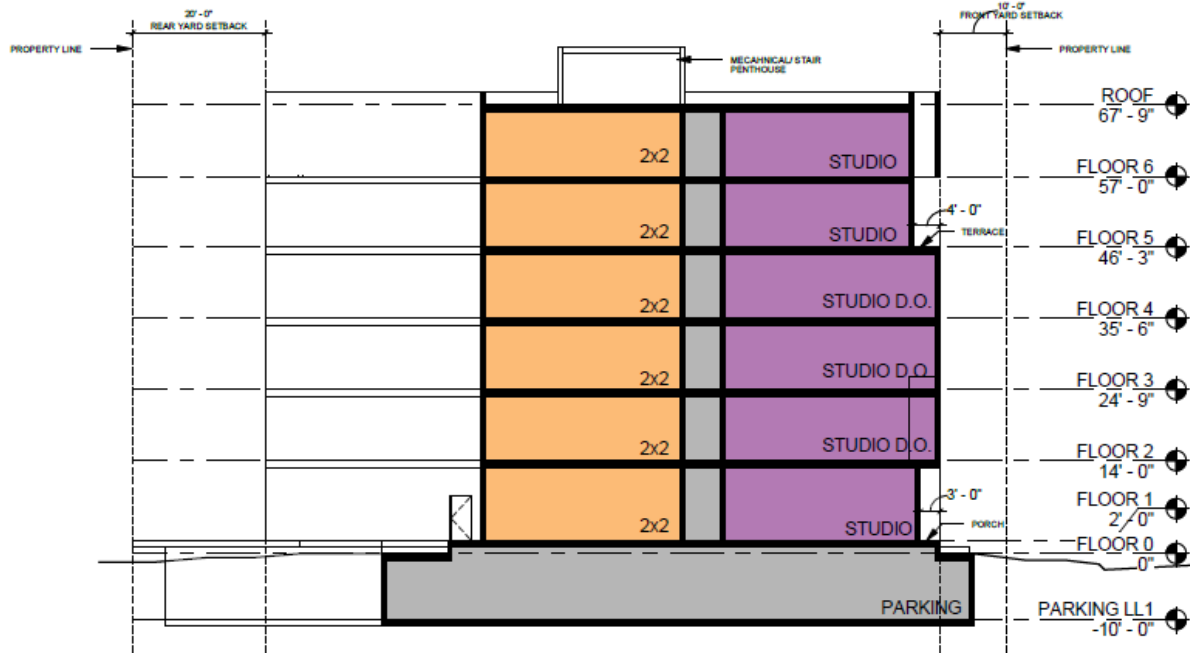 20' - 0"
REAR YARD SETBACK
10' - 0"
FRONT YARD SETBACK
PROPERTY LINE
PROPERTY LINE
MECAHNICAL/ STAIR
PENTHOUSE
ROOF
67' - 9"
2x2
STUDIO
FLOOR 6
57' - 0"
4' - 0"
2x2
STUDIO
TERRACE
FLOOR 5
46' - 3"
2x2
STUDIO D.O.
FLOOR 4
35' - 6"
2x2
STUDIO D.O.
FLOOR 3
24' - 9"
2x2
STUDIO D.O.
FLOOR 2
14' - 0"
3' - 0"
FLOOR 1
2' - 0"
2x2
STUDIO
PORCH
FLOOR 0
0"
PARKING
PARKING LL1
-10' - 0"